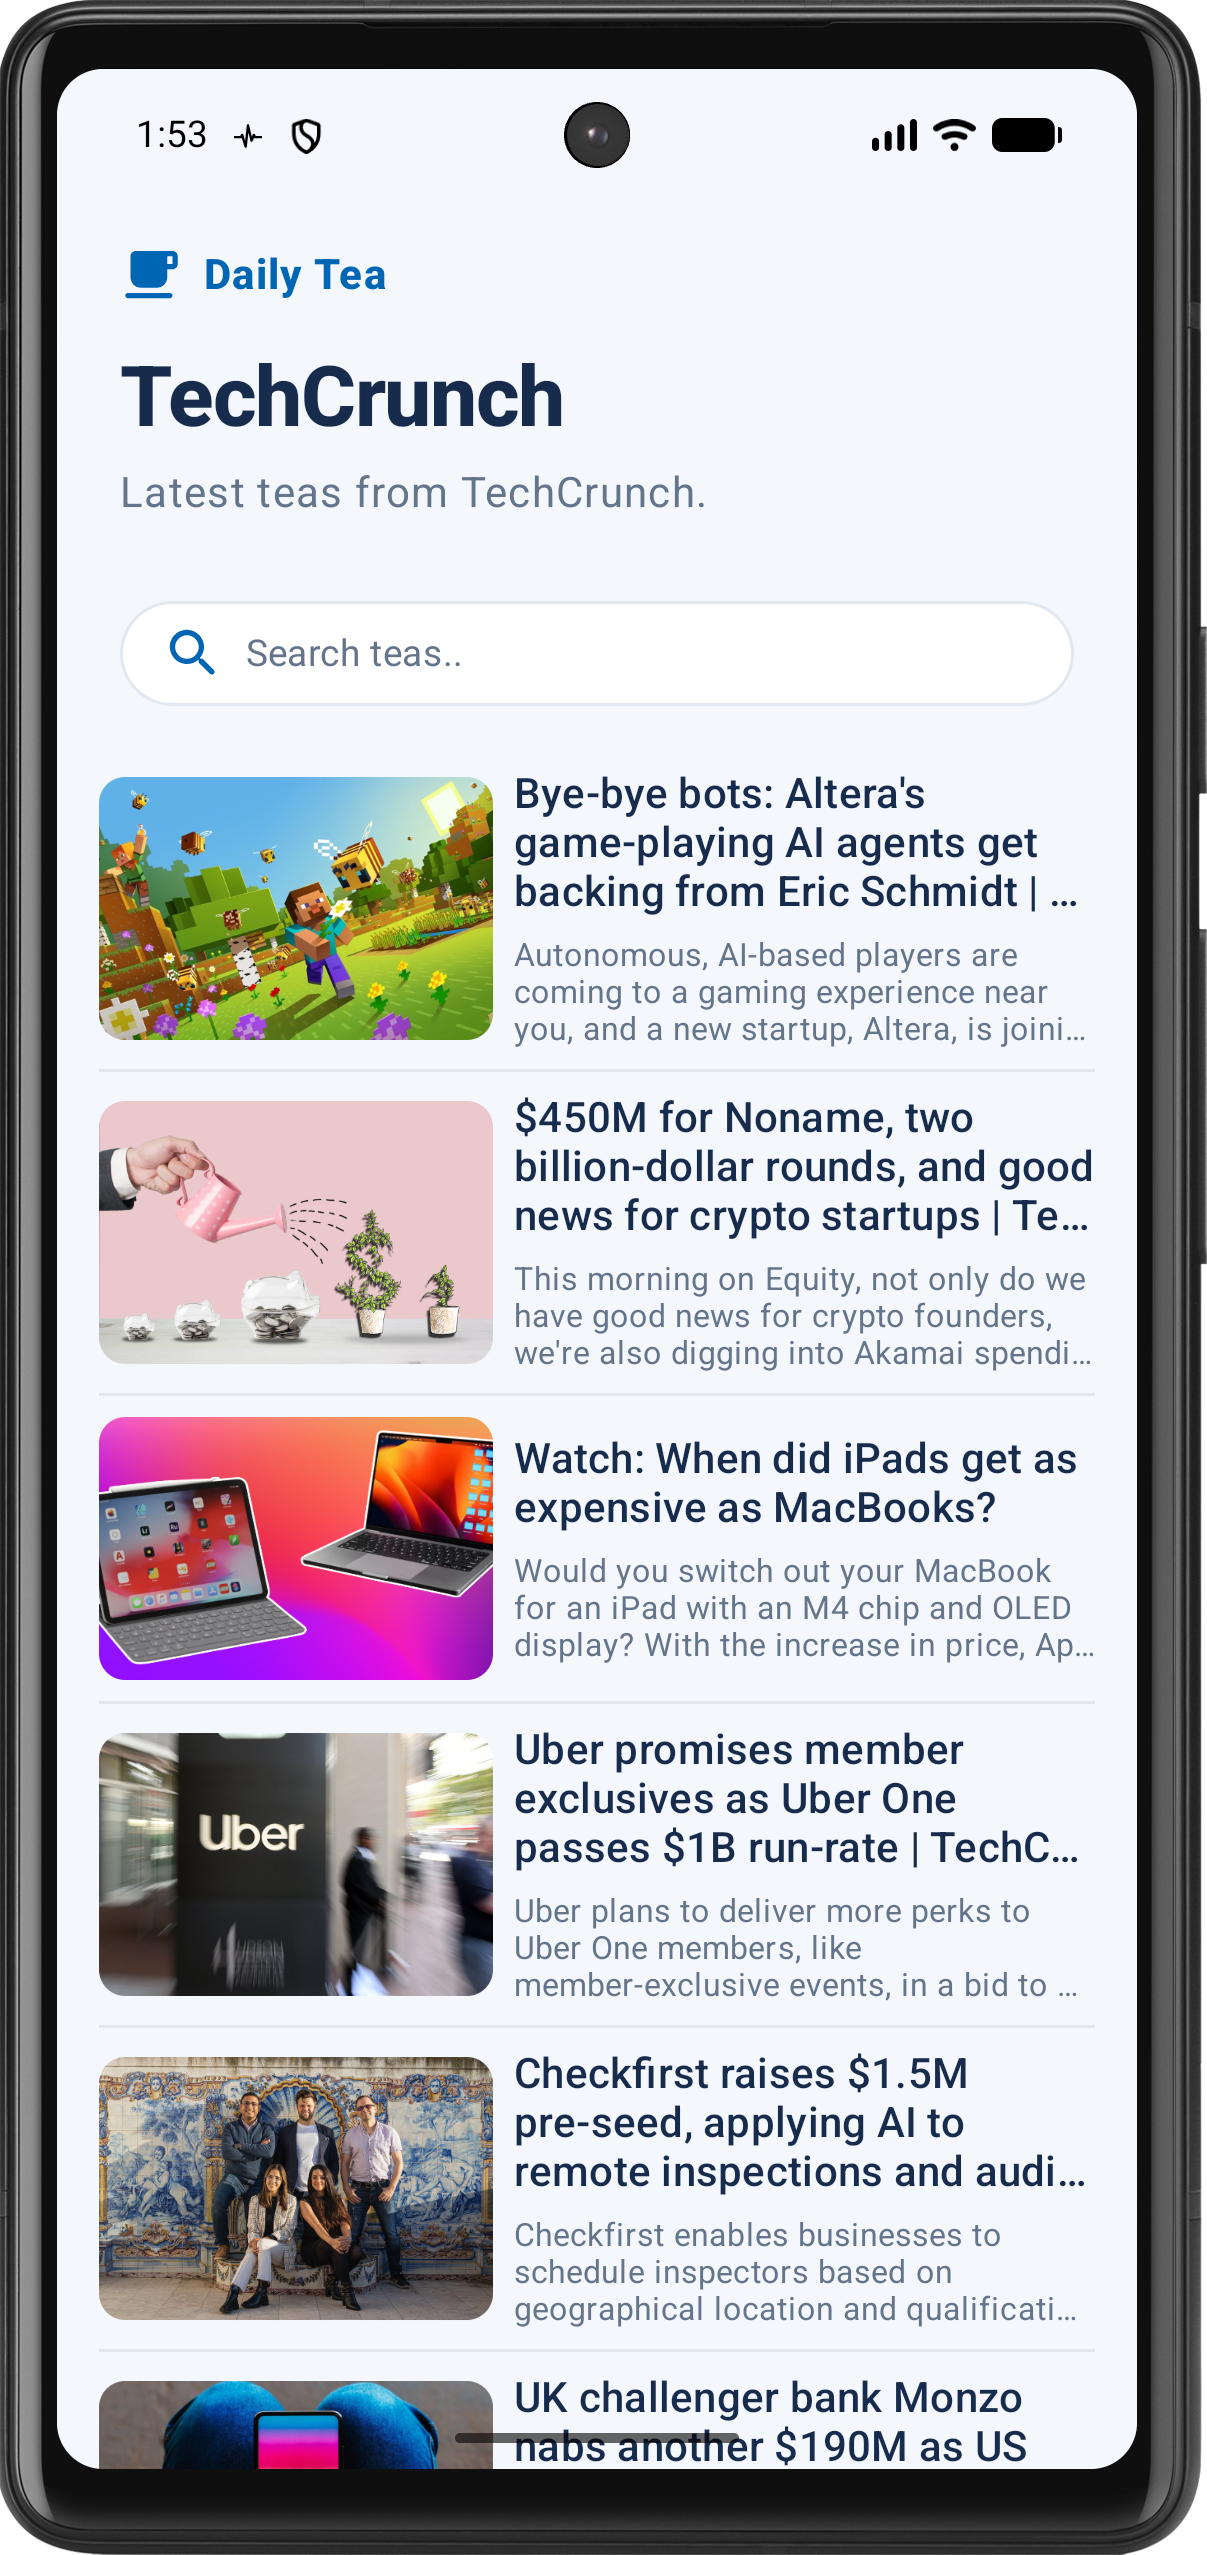 1:53
Daily Tea
TechCrunch
Latest teas from TechCrunch.
Search teas..
Bye-bye bots: Altera's
game-playing AI agents get
backing from Eric Schmidt | ...
Autonomous, AI-based players are
coming to a gaming experience near
you, and a new startup, Altera, is joini...
$450M for Noname, two
billion-dollar rounds, and good
news for crypto startups | Te...
This morning on Equity, not only do we
have good news for crypto founders,
we're also digging into Akamai spendi...
Watch: When did iPads get as
expensive as MacBooks?
Would you switch out your MacBook
for an iPad with an M4 chip and OLED
display? With the increase in price, Ap...
Uber
Uber promises member
exclusives as Uber One
passes $1B run-rate | TechC...
Uber plans to deliver more perks to
Uber One members, like
member-exclusive events, in a bid to ...
Checkfirst raises $1.5M
pre-seed, applying AI to
remote inspections and audi...
Checkfirst enables businesses to
schedule inspectors based on
geographical location and qualificati...
UK challenger bank Monzo
nabs another $190M as US